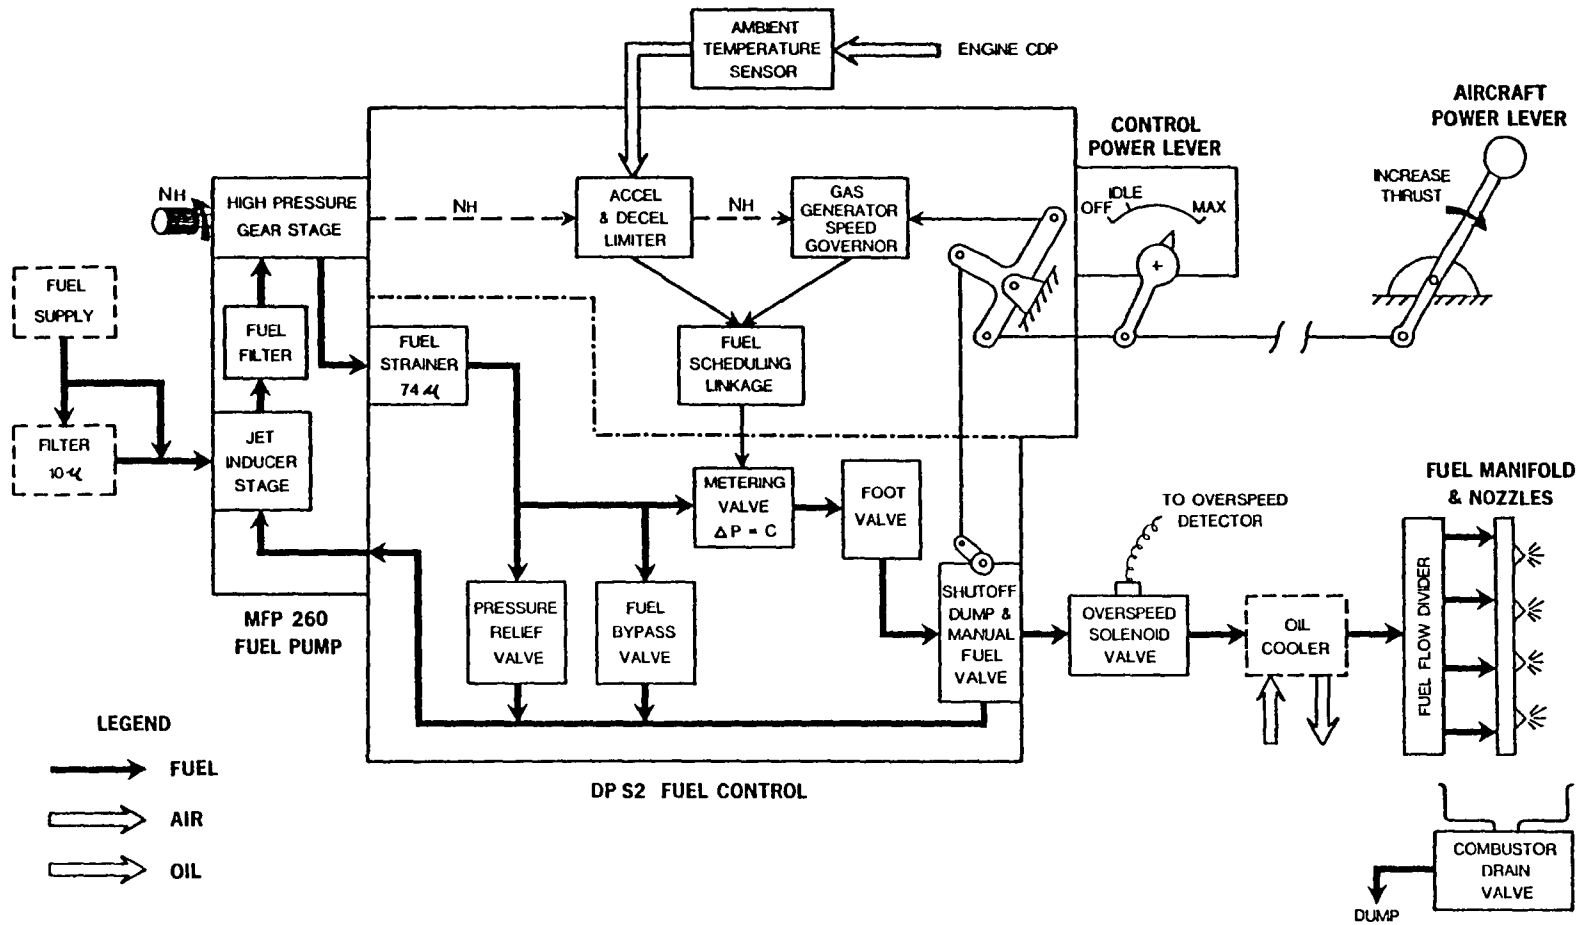 AMBIENT
TEMPERATURE
SENSOR
ENGINE CDP
AIRCRAFT
POWER LEVER
CONTROL
POWER LEVER
INCREASE
THRUST
IDLE
OFF
MAX
NH
HIGH PRESSURE
GEAR STAGE
NH
ACCEL
& DECEL
LIMITER
NH
GAS
GENERATOR
SPEED
GOVERNOR
FUEL
SUPPLY
FUEL
FILTER
FUEL
STRAINER
74 μ
FUEL
SCHEDULING
LINKAGE
FILTER
10 μ
JET
INDUCER
STAGE
METERING
VALVE
Δ P = C
FOOT
VALVE
TO OVERSPEED
DETECTOR
FUEL MANIFOLD
& NOZZLES
MFP 260
FUEL PUMP
PRESSURE
RELIEF
VALVE
FUEL
BYPASS
VALVE
SHUTOFF
DUMP &
MANUAL
FUEL
VALVE
OVERSPEED
SOLENOID
VALVE
OIL
COOLER
FUEL FLOW DIVIDER
LEGEND
FUEL
AIR
OIL
DP S2 FUEL CONTROL
COMBUSTOR
DRAIN
VALVE
DUMP